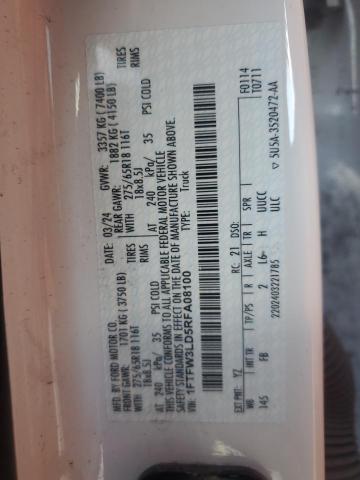 MFD. BY FORD MOTOR CO.
DATE: 03/24 GVWR: 3357 KG (7400 LB)
FRONT GAWR: 1701 KG (3750 LB) REAR GAWR: 1882 KG (4150 LB)
275/65R18 116T TIRES WITH 275/65R18 116T TIRES
18x8.5J RIMS 18x8.5J RIMS
AT 240 kPa/ 35 PSI COLD AT 240 kPa/ 35 PSI COLD
THIS VEHICLE CONFORMS TO ALL APPLICABLE FEDERAL MOTOR VEHICLE
SAFETY STANDARDS IN EFFECT ON THE DATE OF MANUFACTURE SHOWN ABOVE.
VIN: 1FTFW3LD5RFA08100 TYPE: Truck
F0114
T0711
EXT PNT: YZ RC: 21 DSO:
WB INT TR TP/PS R AXLE TR SPR
145 FB 2 L6- H UUCC
ULC
2202403221785 5U5A-3520472-AA